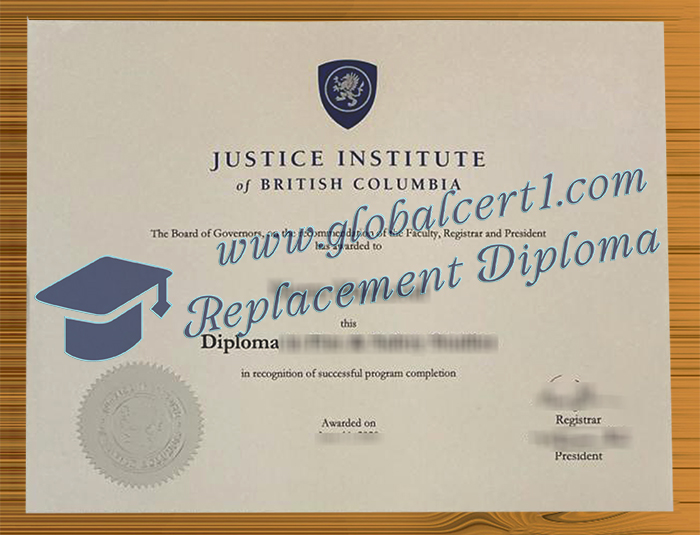 JUSTICE INSTITUTE
of BRITISH COLUMBIA
The Board of Governors, on the recommendation of the Faculty, Registrar and President
has awarded to
www.globalcert1.com
Replacement Diploma
this
Diploma
in recognition of successful program completion
Awarded on
Registrar
President